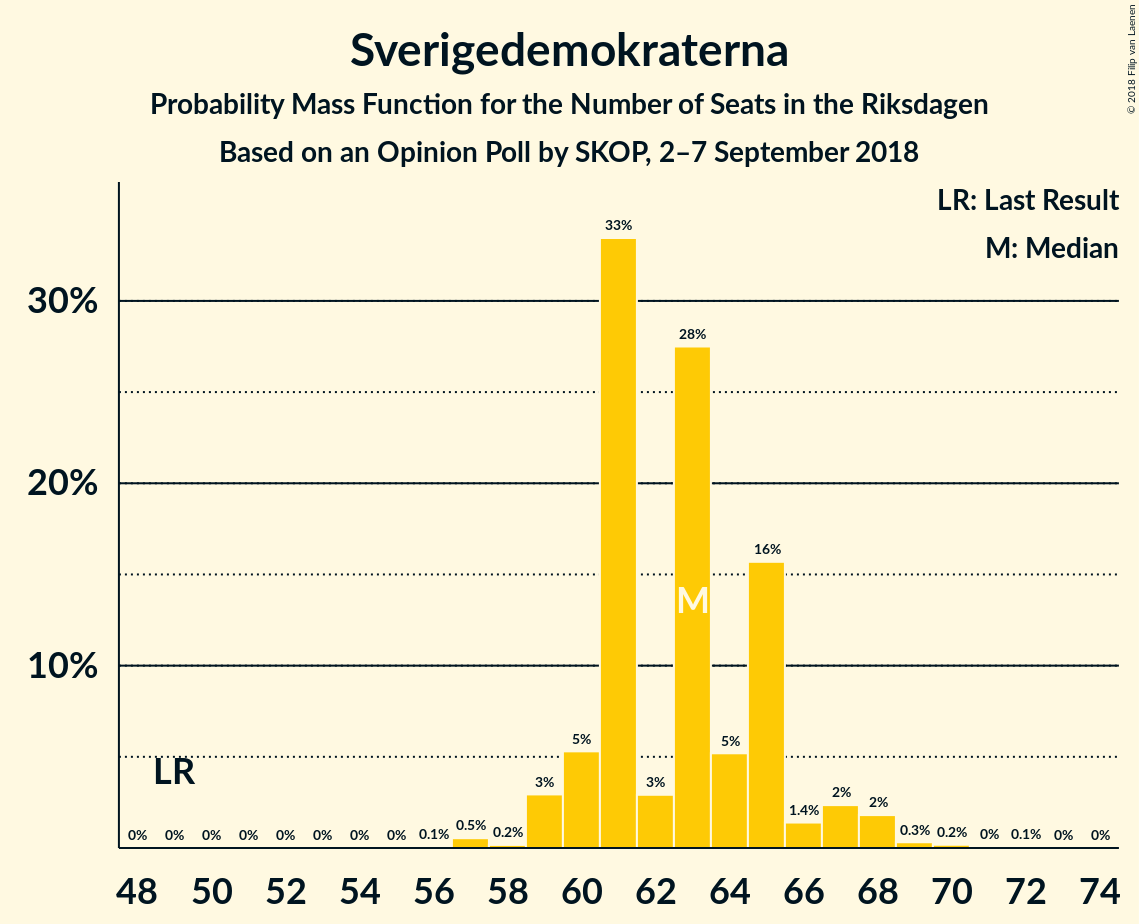 Sverigedemokraterna
Probability Mass Function for the Number of Seats in the Riksdagen
Based on an Opinion Poll by SKOP, 2–7 September 2018
© 2018 Filip van Laenen
LR: Last Result
M: Median
30%
20%
10%
LR
M
0% 0% 0% 0% 0% 0% 0% 0% 0.1% 0.5% 0.2% 3% 5% 33% 3% 28% 5% 16% 1.4% 2% 2% 0.3% 0.2% 0% 0.1% 0% 0%
48 50 52 54 56 58 60 62 64 66 68 70 72 74